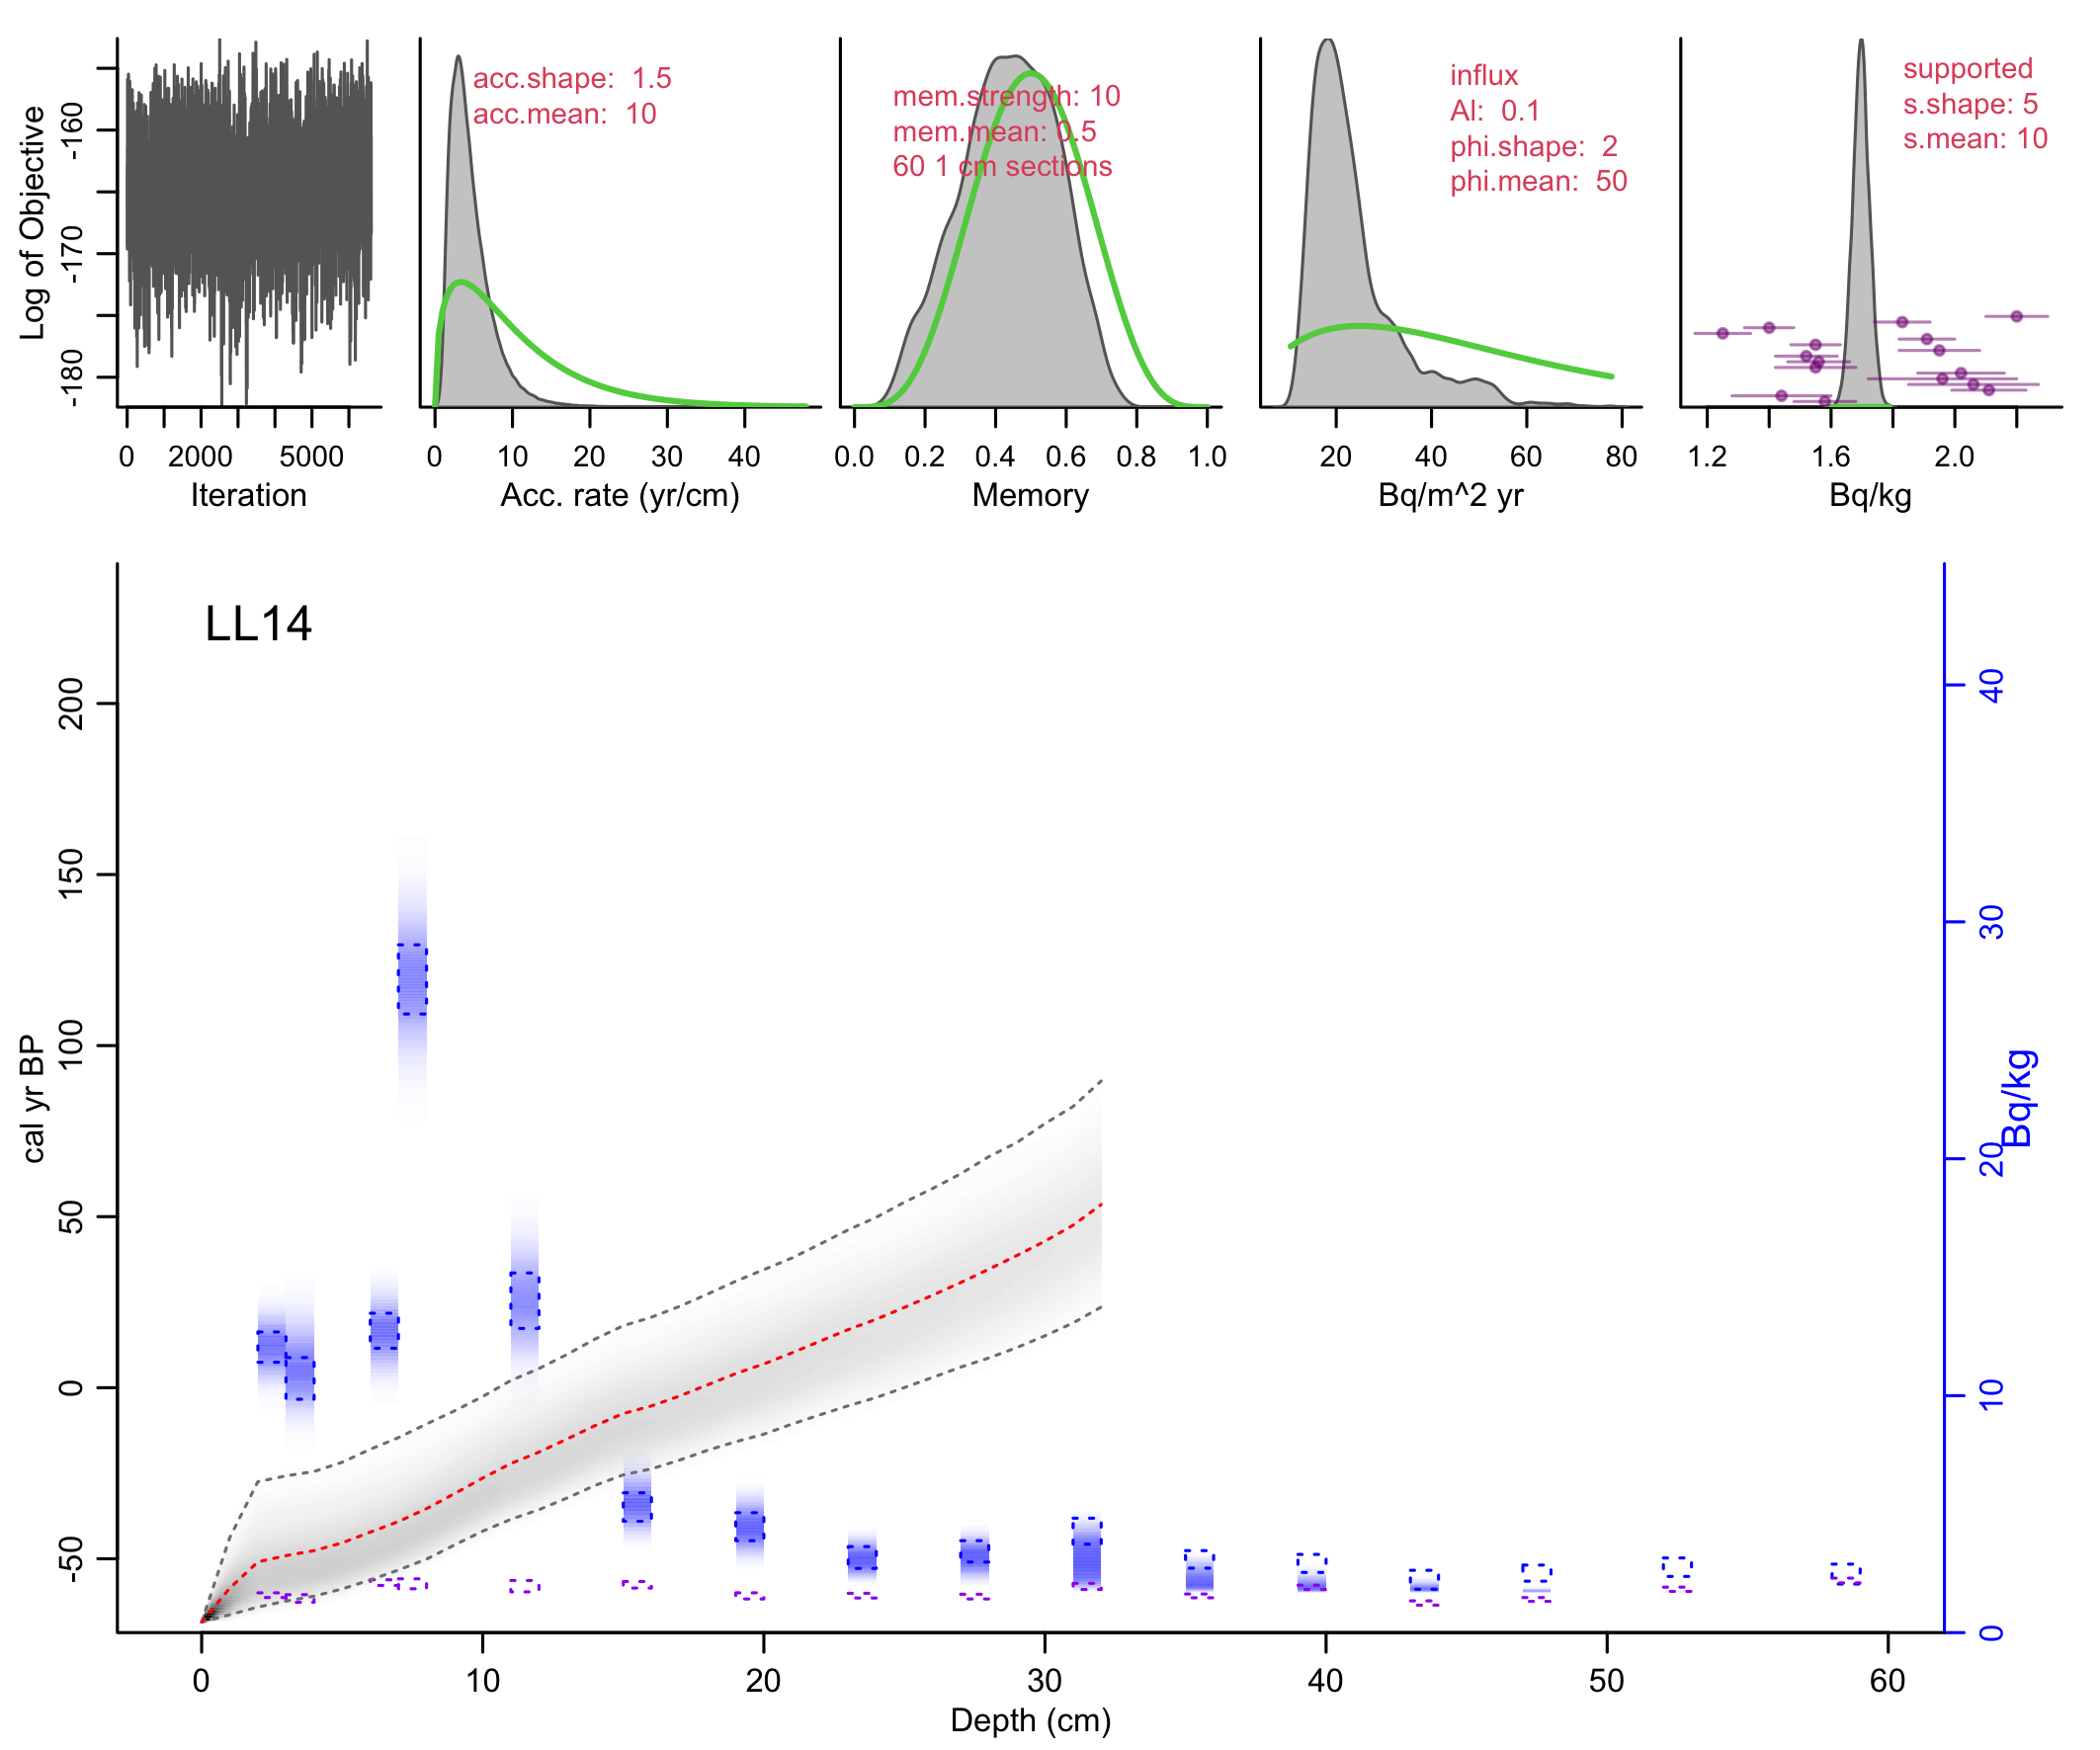 Log of Objective
-160
-170
-180
0 2000 5000
Iteration
acc.shape: 1.5
acc.mean: 10
0 10 20 30 40
Acc. rate (yr/cm)
mem.strength: 10
mem.mean: 0.5
60 1 cm sections
0.0 0.2 0.4 0.6 0.8 1.0
Memory
influx
Al: 0.1
phi.shape: 2
phi.mean: 50
20 40 60 80
Bq/m^2 yr
supported
s.shape: 5
s.mean: 10
1.2 1.6 2.0
Bq/kg
LL14
cal yr BP
200
150
100
50
0
-50
0 10 20 30 40 50 60
Depth (cm)
40
30
20
10
0
Bq/kg